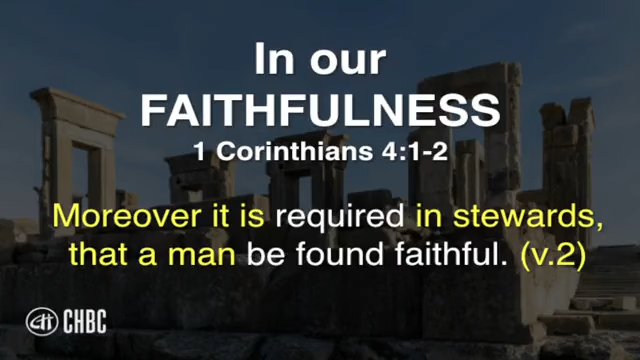 In our
FAITHFULNESS
1 Corinthians 4:1-2
Moreover it is required in stewards,
that a man be found faithful. (v.2)
CHBC